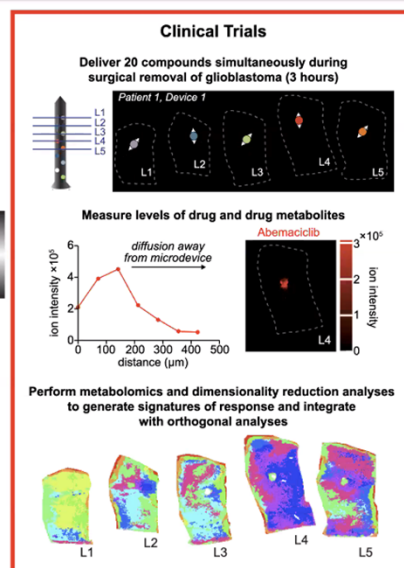 Clinical Trials
Deliver 20 compounds simultaneously during
surgical removal of glioblastoma (3 hours)
L1
L2
L3
L4
L5
Patient 1, Device 1
L1
L2
L3
L4
L5
Measure levels of drug and drug metabolites
ion intensity ×10⁵
6
4
2
0
diffusion away
from microdevice
0 100 200 300 400 500
distance (µm)
Abemaciclib
L4
×10⁵
3
2
1
0
ion intensity
Perform metabolomics and dimensionality reduction analyses
to generate signatures of response and integrate
with orthogonal analyses
L1
L2
L3
L4
L5